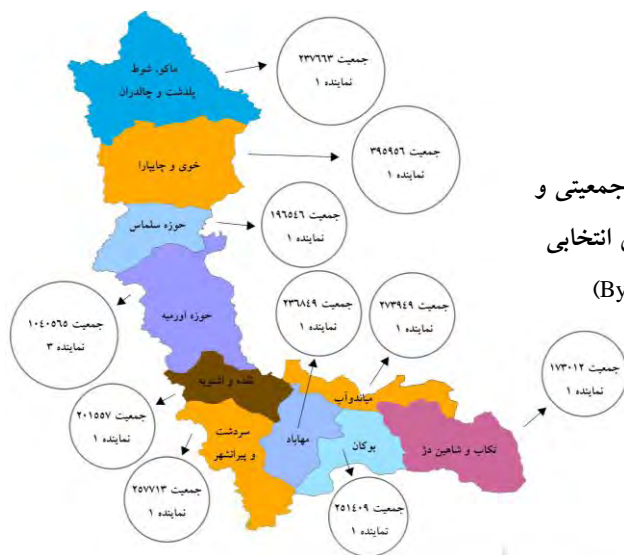 جمعیت ۲۳۷۶۶۳
نماینده ۱
ماکو، شوط
پلدشت و چالدران
جمعیت ۳۹۵۹۵۶
نماینده ۱
خوی و چایپارا
جمعیتی و
جمعیت ۱۹۶۵۴۶
نماینده ۱
حوزه سلماس
انتخابی
(By
جمعیت ۲۳۶۸۴۹
نماینده ۱
جمعیت ۲۷۳۹۴۹
نماینده ۱
حوزه اورمیه
جمعیت ۱۰۴۰۵۶۵
نماینده ۳
جمعیت ۱۷۳۰۱۲
نماینده ۱
نقده و اشنویه
میاندوآب
جمعیت ۲۰۱۵۵۷
نماینده ۱
سردشت
و پیرانشهر
مهاباد
بوکان
تکاب و شاهین دژ
جمعیت ۲۵۷۷۱۳
نماینده ۱
جمعیت ۲۵۱۴۰۹
نماینده ۱